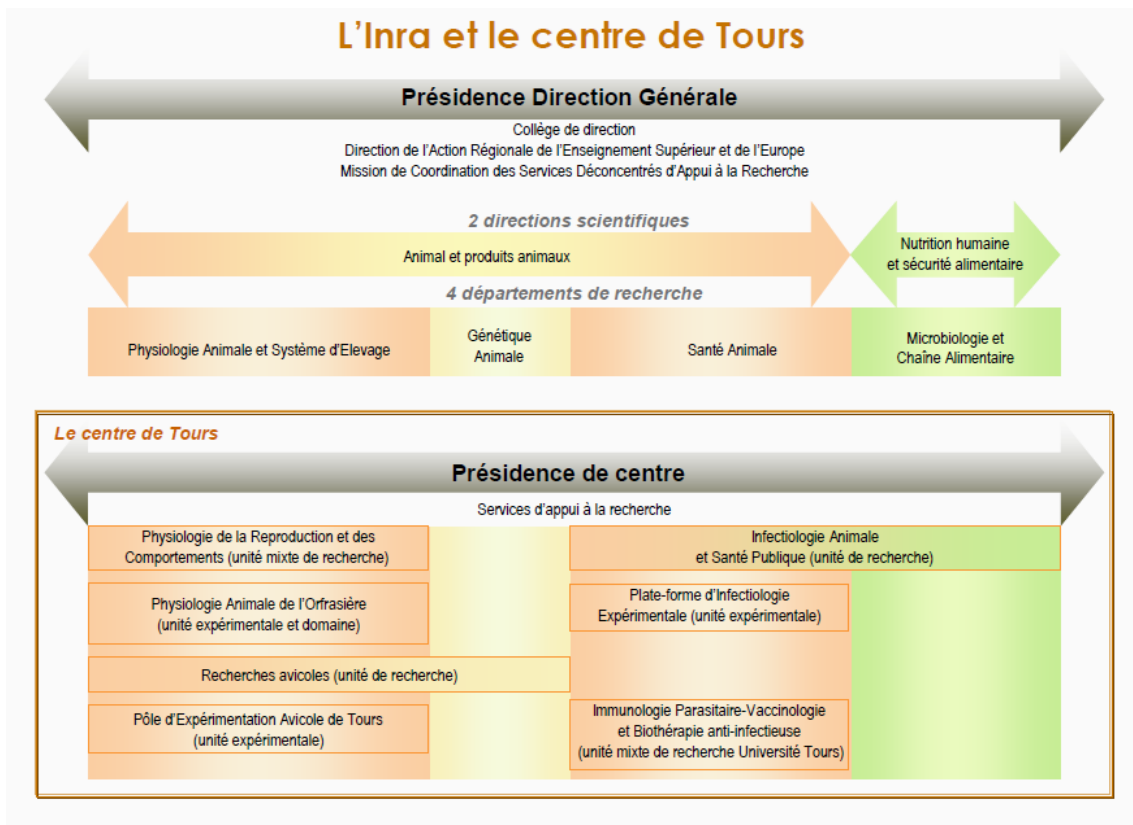 L'Inra et le centre de Tours
Présidence Direction Générale
Collège de direction
Direction de l'Action Régionale de l'Enseignement Supérieur et de l'Europe
Mission de Coordination des Services Déconcentrés d'Appui à la Recherche
2 directions scientifiques
Animal et produits animaux
Nutrition humaine
et sécurité alimentaire
4 départements de recherche
Physiologie Animale et Système d'Elevage
Génétique
Animale
Santé Animale
Microbiologie et
Chaîne Alimentaire
Le centre de Tours
Présidence de centre
Services d'appui à la recherche
Physiologie de la Reproduction et des
Comportements (unité mixte de recherche)
Infectiologie Animale
et Santé Publique (unité de recherche)
Physiologie Animale de l'Orfrasière
(unité expérimentale et domaine)
Plate-forme d'Infectiologie
Expérimentale (unité expérimentale)
Recherches avicoles (unité de recherche)
Pôle d'Expérimentation Avicole de Tours
(unité expérimentale)
Immunologie Parasitaire-Vaccinologie
et Biothérapie anti-infectieuse
(unité mixte de recherche Université Tours)